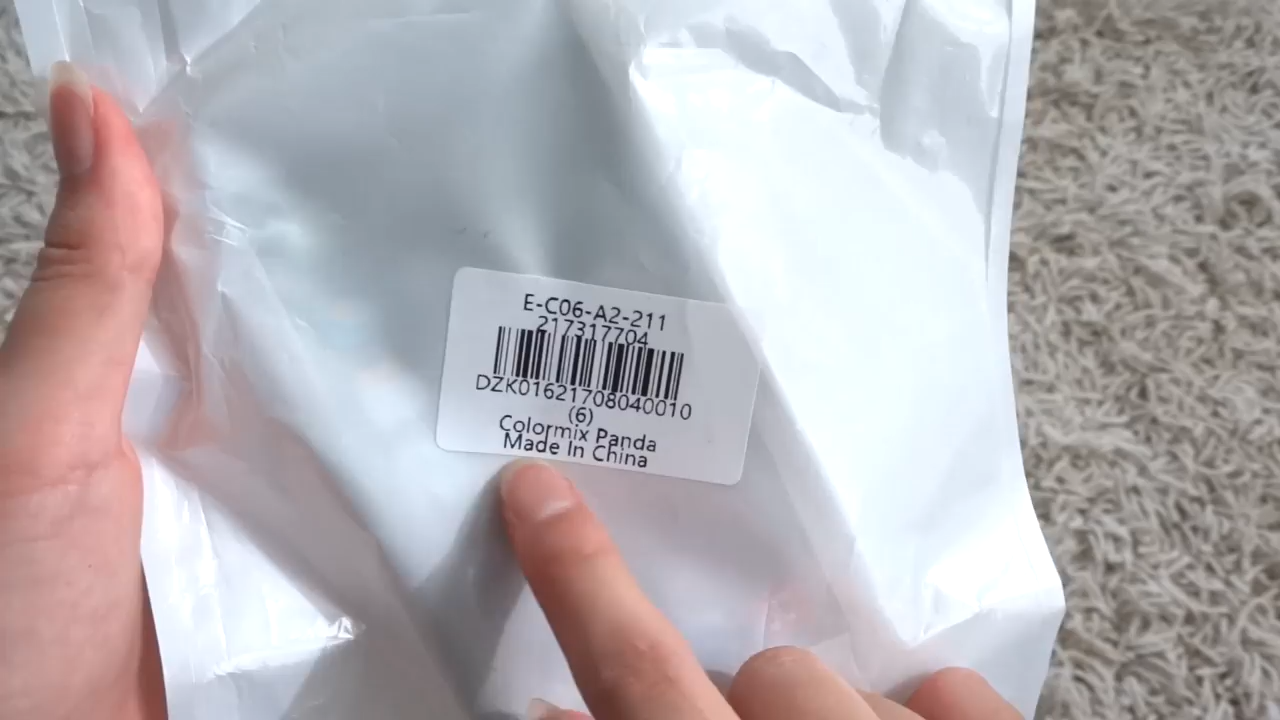 E-C06-A2-211
217317704
DZK01621708040010
(6)
Colormix Panda
Made In China